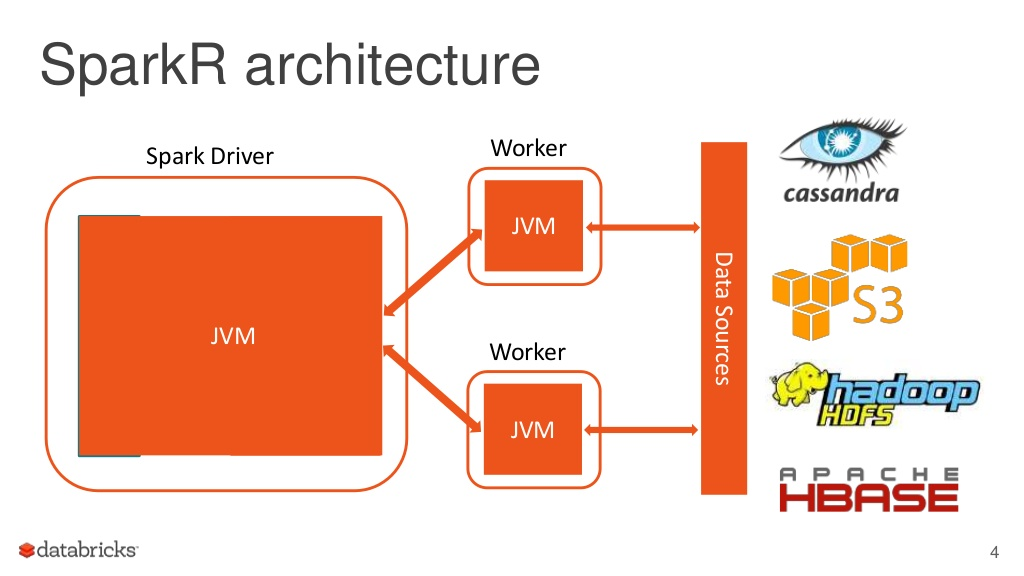 SparkR architecture
Spark Driver
JVM
Worker
JVM
Worker
JVM
Data Sources
cassandra
S3
hadoop
HDFS
APACHE
HBASE
databricks
4